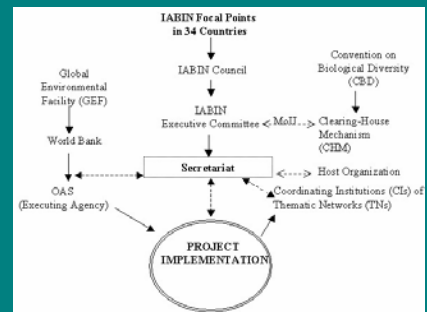 IABIN Focal Points
in 34 Countries
IABIN Council
Global
Environmental
Facility (GEF)
Convention on
Biological Diversity
(CBD)
IABIN
Executive Committee
MoU
Clearing-House
Mechanism
(CHM)
World Bank
Secretariat
Host Organization
OAS
(Executing Agency)
Coordinating Institutions (CIs) of
Thematic Networks (TNs)
PROJECT
IMPLEMENTATION